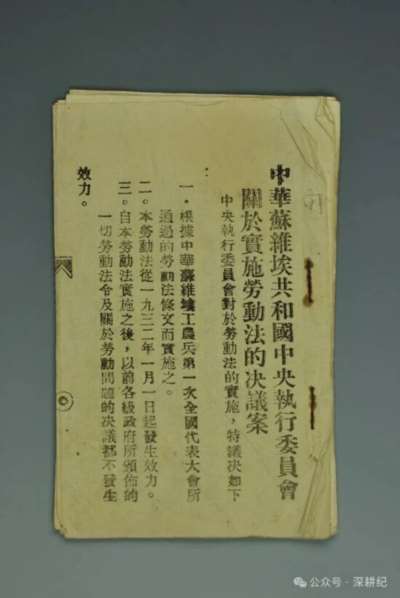 中華蘇維埃共和國中央執行委員會
關於實施勞動法的決議案
中央執行委員會對於勞動法的實施，特議決如下
一・根據中華蘇維埃工農兵第一次全國代表大會所
通過的勞動法條文而實施之。
二・本勞動法從一九三二年一月一日起發生效力。
三・自本勞動法實施之後，以前各級政府所頒佈的
一切勞動法令及關於勞動問題的決議都不發生
效力。
公众号・深耕纪